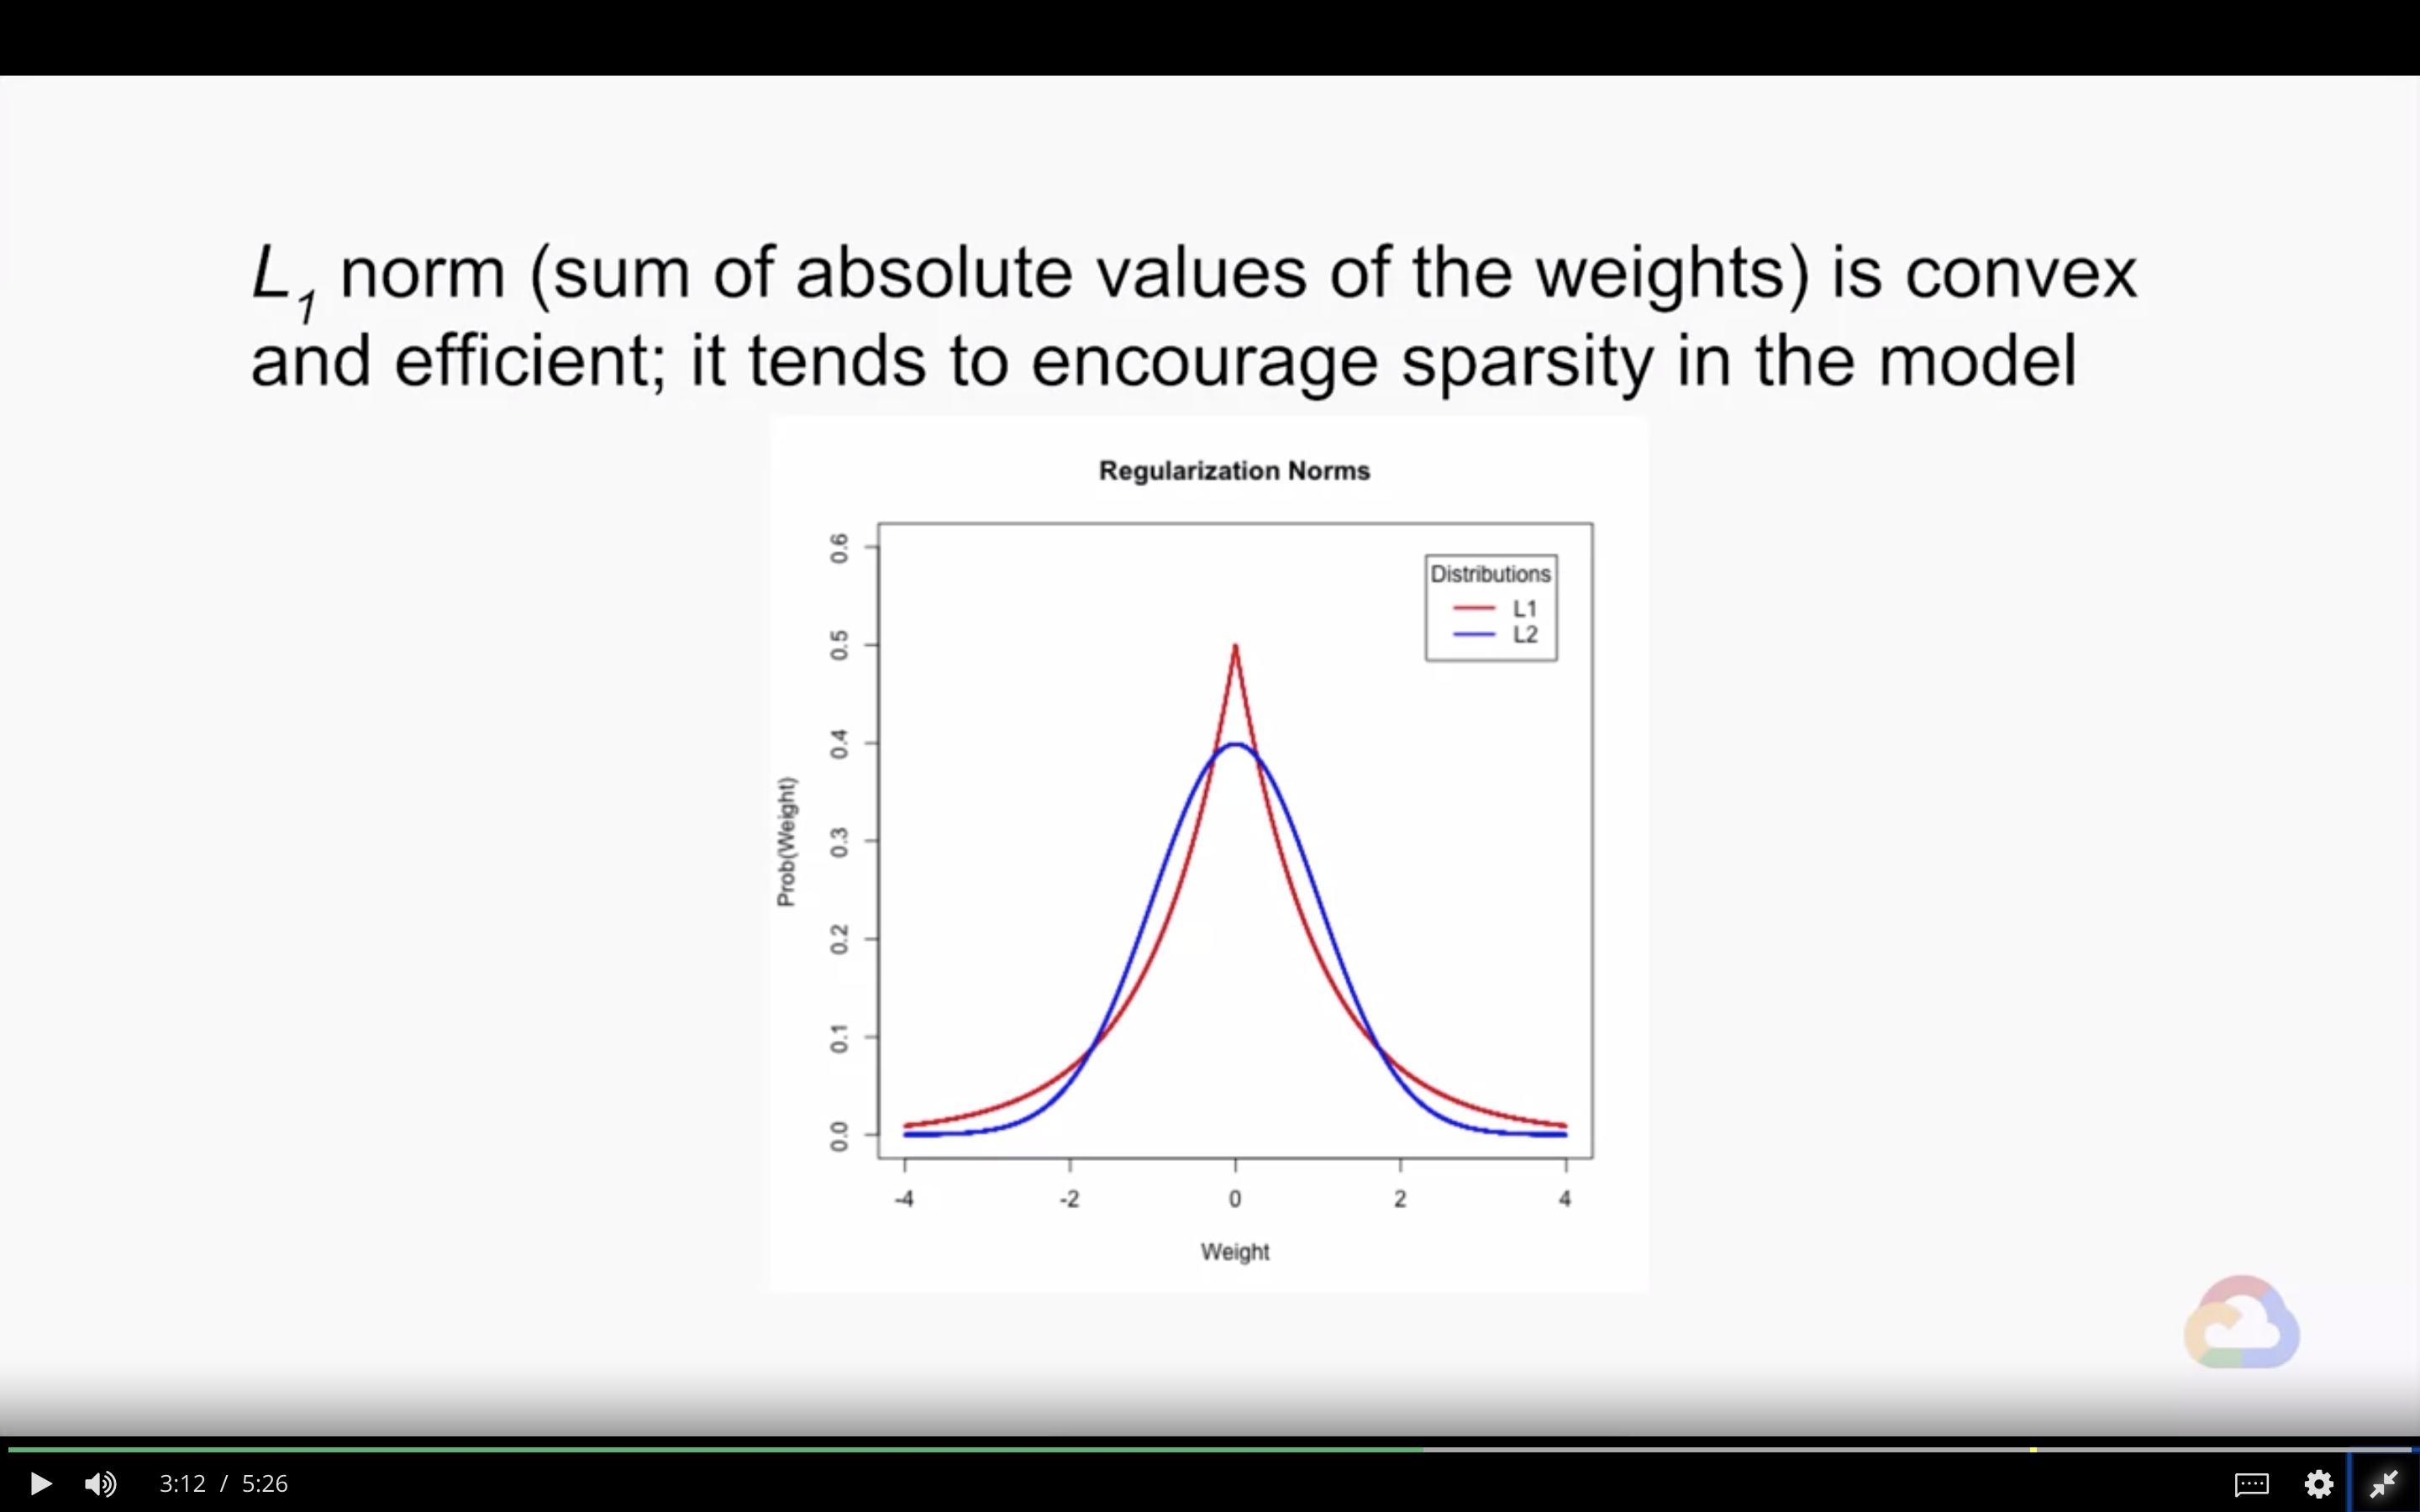 L1 norm (sum of absolute values of the weights) is convex
and efficient; it tends to encourage sparsity in the model
Regularization Norms
Distributions
L1
L2
Prob(Weight)
0.6
0.5
0.4
0.3
0.2
0.1
0.0
-4 -2 0 2 4
Weight
3:12 / 5:26